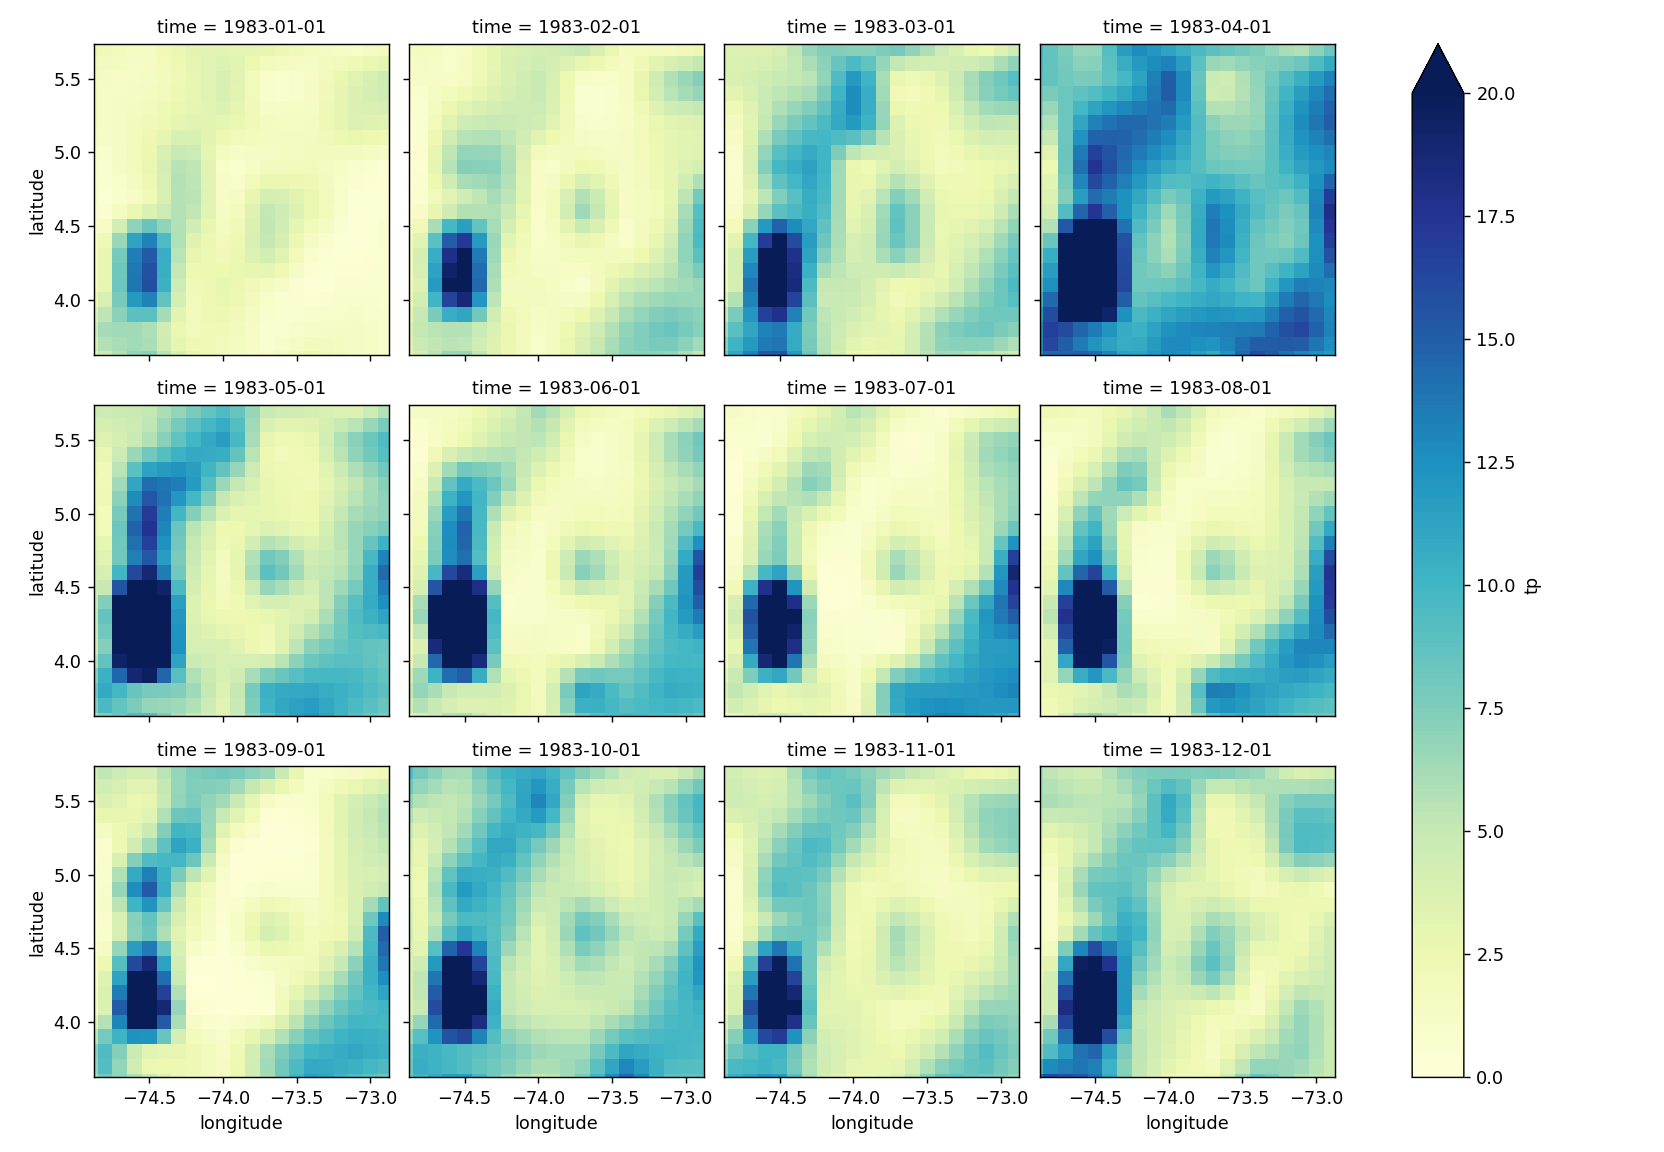 time = 1983-01-01
time = 1983-02-01
time = 1983-03-01
time = 1983-04-01
latitude
5.5
5.0
4.5
4.0
time = 1983-05-01
time = 1983-06-01
time = 1983-07-01
time = 1983-08-01
latitude
5.5
5.0
4.5
4.0
time = 1983-09-01
time = 1983-10-01
time = 1983-11-01
time = 1983-12-01
latitude
5.5
5.0
4.5
4.0
−74.5 −74.0 −73.5 −73.0
longitude
−74.5 −74.0 −73.5 −73.0
longitude
−74.5 −74.0 −73.5 −73.0
longitude
−74.5 −74.0 −73.5 −73.0
longitude
20.0
17.5
15.0
12.5
10.0
7.5
5.0
2.5
0.0
tp